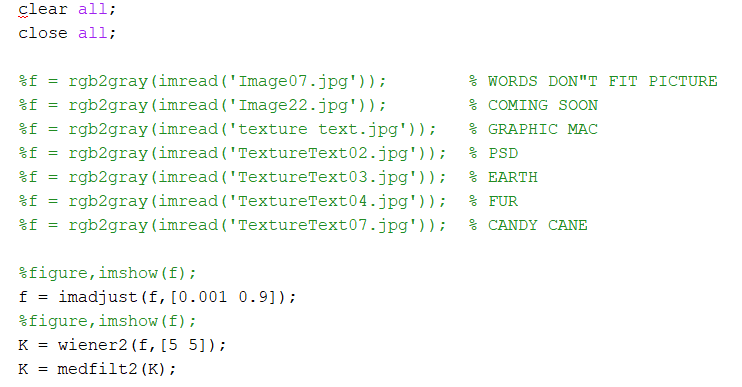 clear all;
close all;
%f = rgb2gray(imread('Image07.jpg')); % WORDS DON"T FIT PICTURE
%f = rgb2gray(imread('Image22.jpg')); % COMING SOON
%f = rgb2gray(imread('texture text.jpg')); % GRAPHIC MAC
%f = rgb2gray(imread('TextureText02.jpg')); % PSD
%f = rgb2gray(imread('TextureText03.jpg')); % EARTH
%f = rgb2gray(imread('TextureText04.jpg')); % FUR
%f = rgb2gray(imread('TextureText07.jpg')); % CANDY CANE
%figure,imshow(f);
f = imadjust(f,[0.001 0.9]);
%figure,imshow(f);
K = wiener2(f,[5 5]);
K = medfilt2(K);